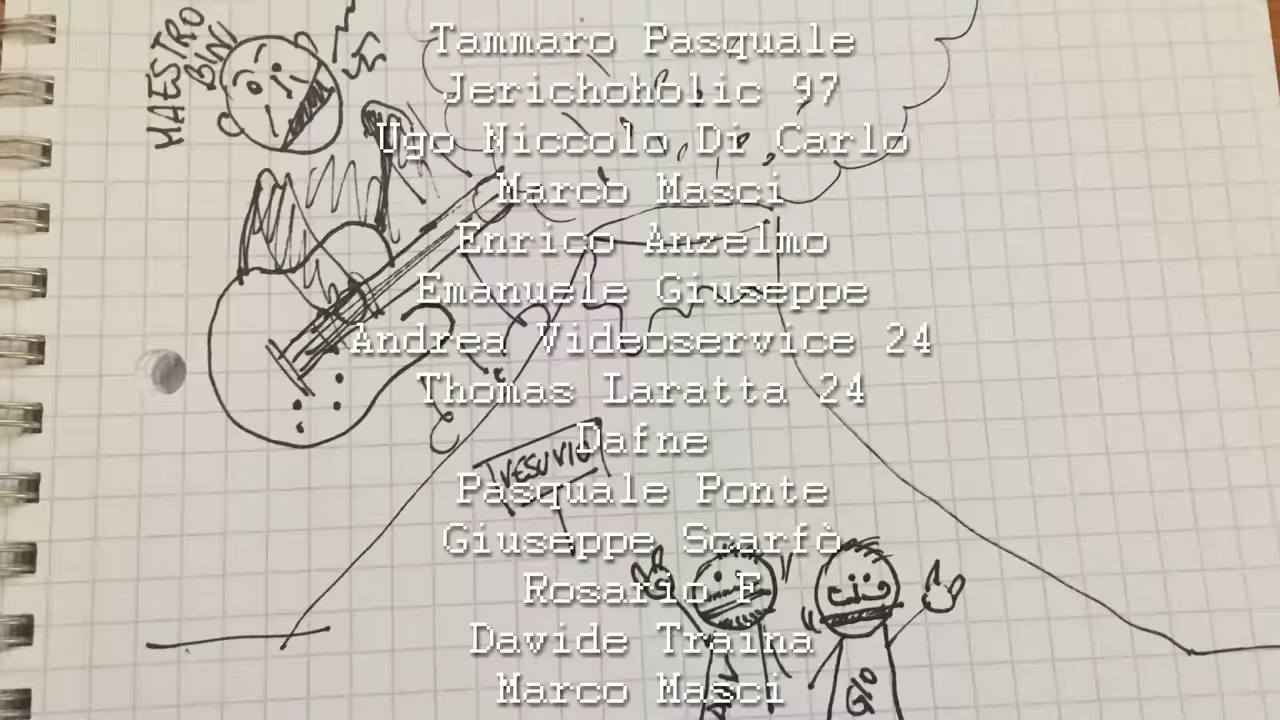 MAESTRO
GINO
Tammaro Pasquale
Jerichoholic 97
Ugo Niccolo Di Carlo
Marco Masci
Enrico Anzelmo
Emanuele Giuseppe
Andrea Videoservice 24
Thomas Laratta 24
Dafne
VESUVIO
Pasquale Ponte
Giuseppe Scarfò
Rosario F
Davide Traina
Marco Masci
GIO